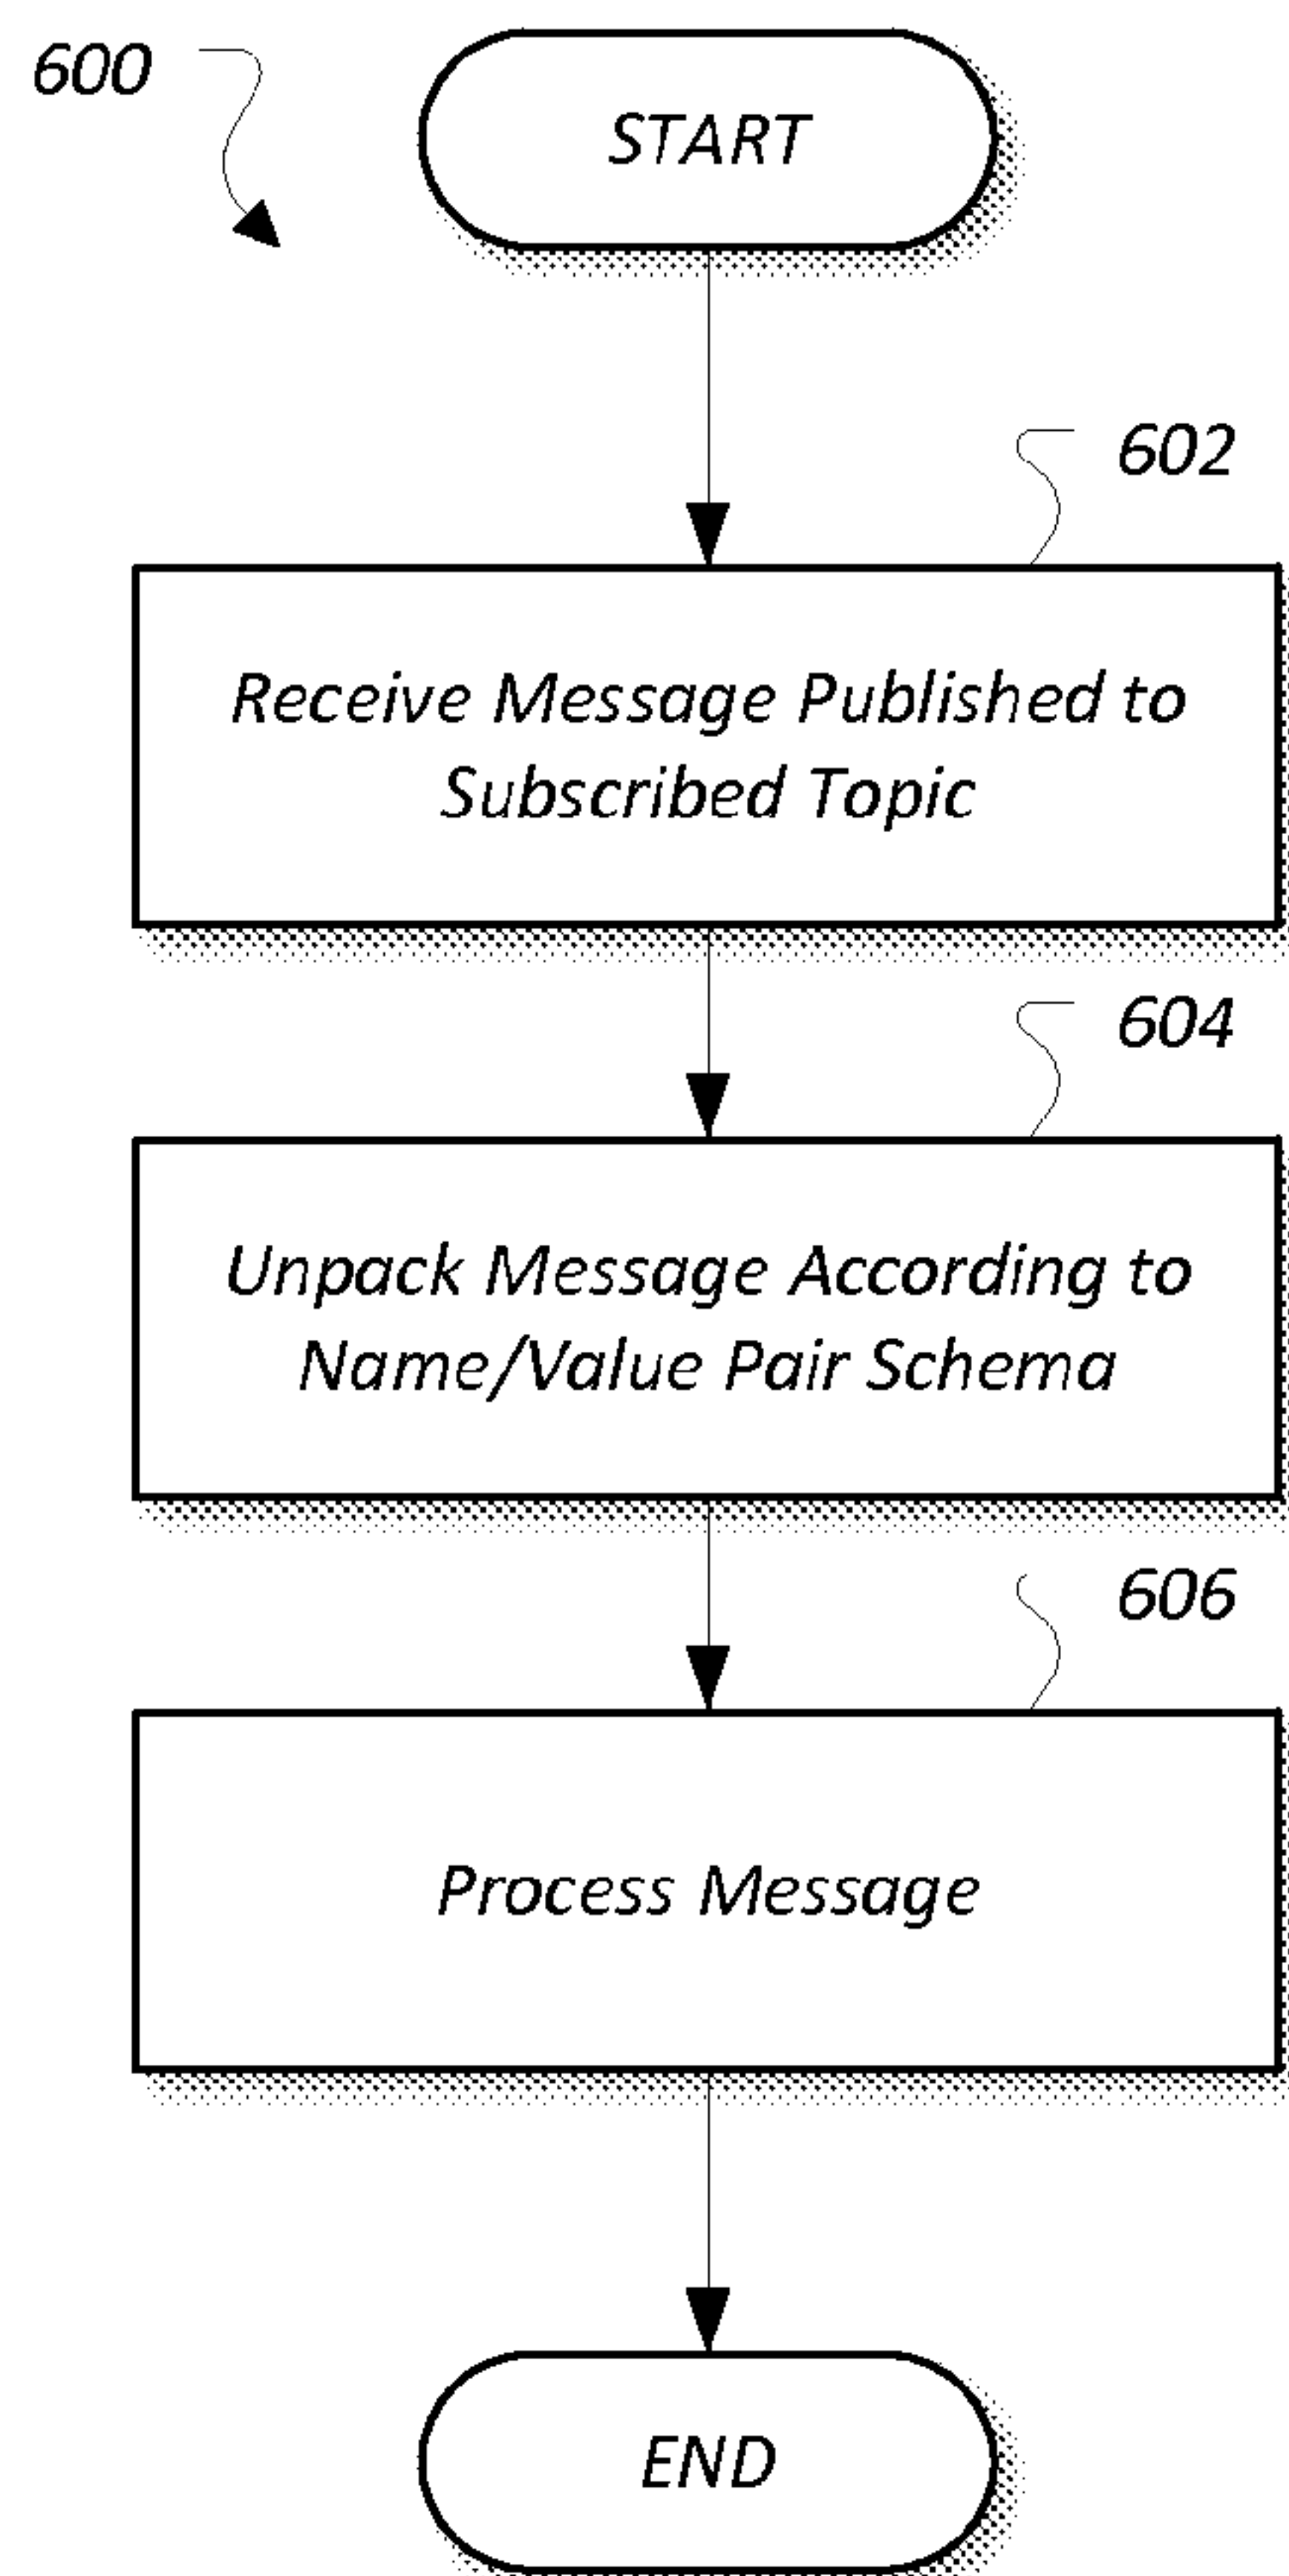 600
START
602
Receive Message Published to
Subscribed Topic
604
Unpack Message According to
Name/Value Pair Schema
606
Process Message
END